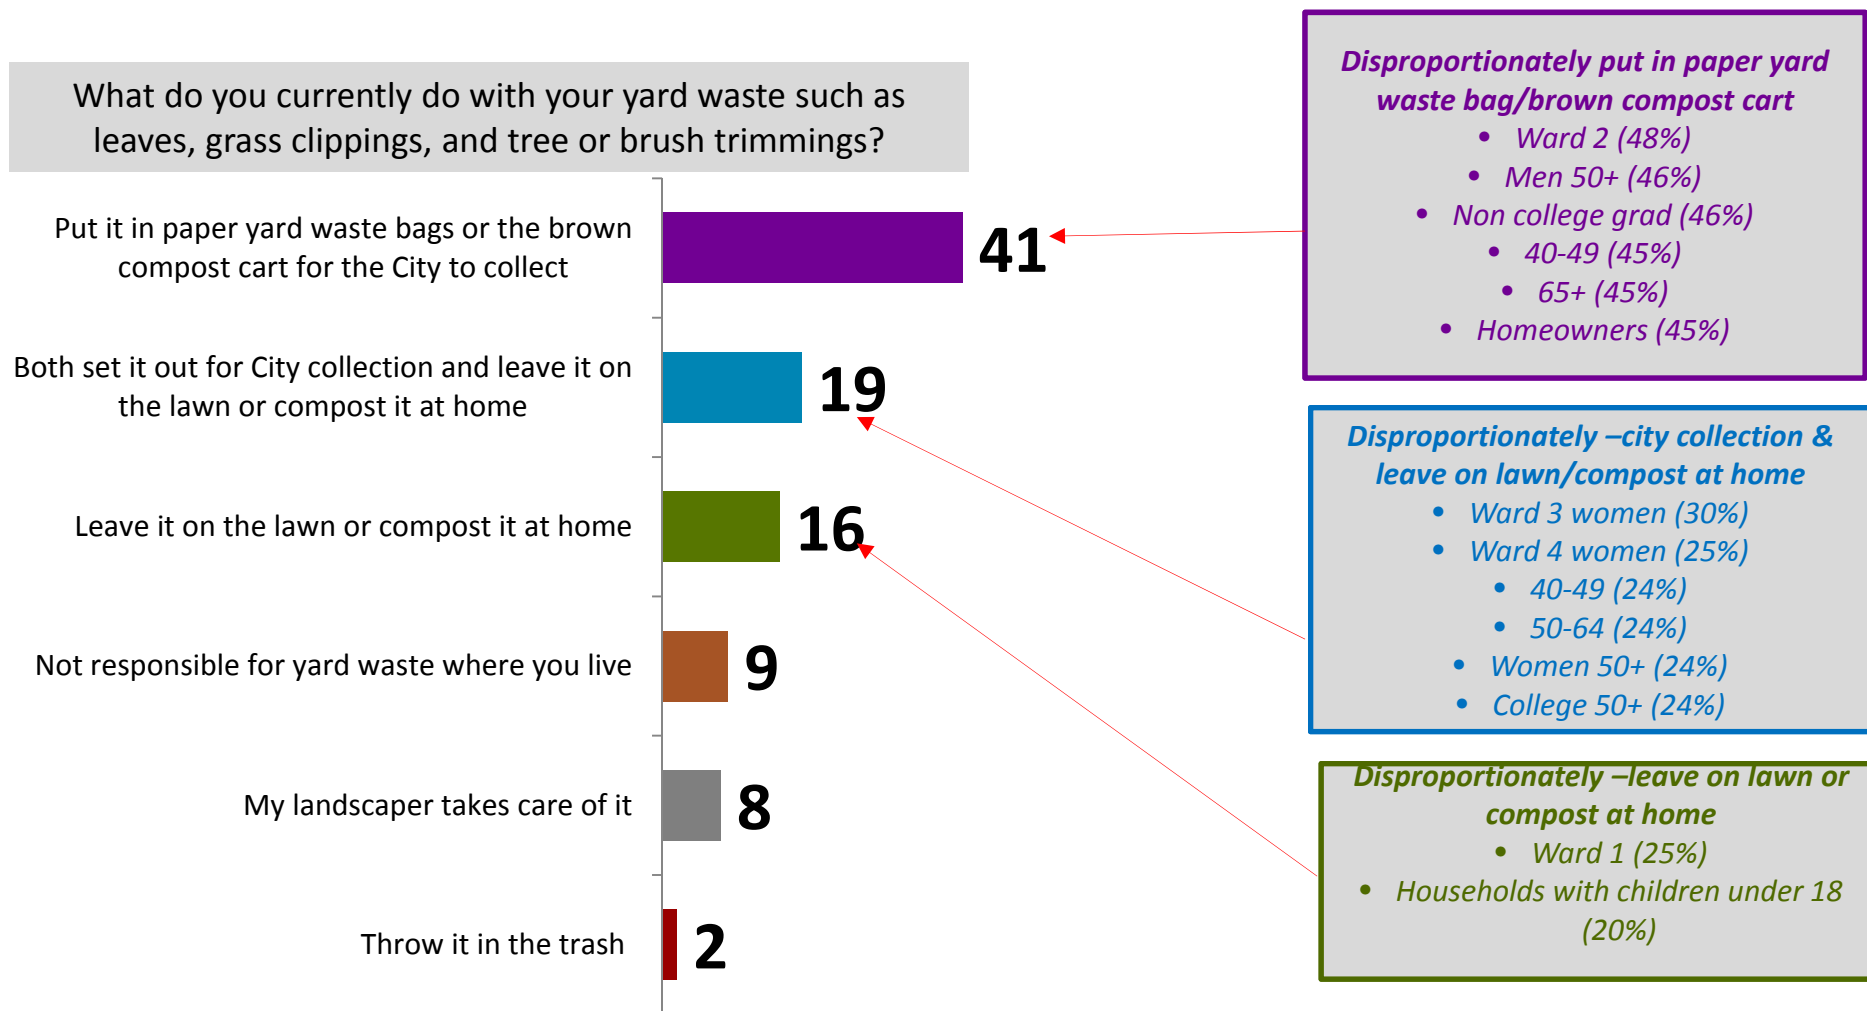 What do you currently do with your yard waste such as
leaves, grass clippings, and tree or brush trimmings?
Put it in paper yard waste bags or the brown
compost cart for the City to collect
41
Both set it out for City collection and leave it on
the lawn or compost it at home
19
Leave it on the lawn or compost it at home
16
Not responsible for yard waste where you live
9
My landscaper takes care of it
8
Throw it in the trash
2
Disproportionately put in paper yard
waste bag/brown compost cart
• Ward 2 (48%)
• Men 50+ (46%)
• Non college grad (46%)
• 40-49 (45%)
• 65+ (45%)
• Homeowners (45%)
Disproportionately –city collection &
leave on lawn/compost at home
• Ward 3 women (30%)
• Ward 4 women (25%)
• 40-49 (24%)
• 50-64 (24%)
• Women 50+ (24%)
• College 50+ (24%)
Disproportionately –leave on lawn or
compost at home
• Ward 1 (25%)
• Households with children under 18
(20%)